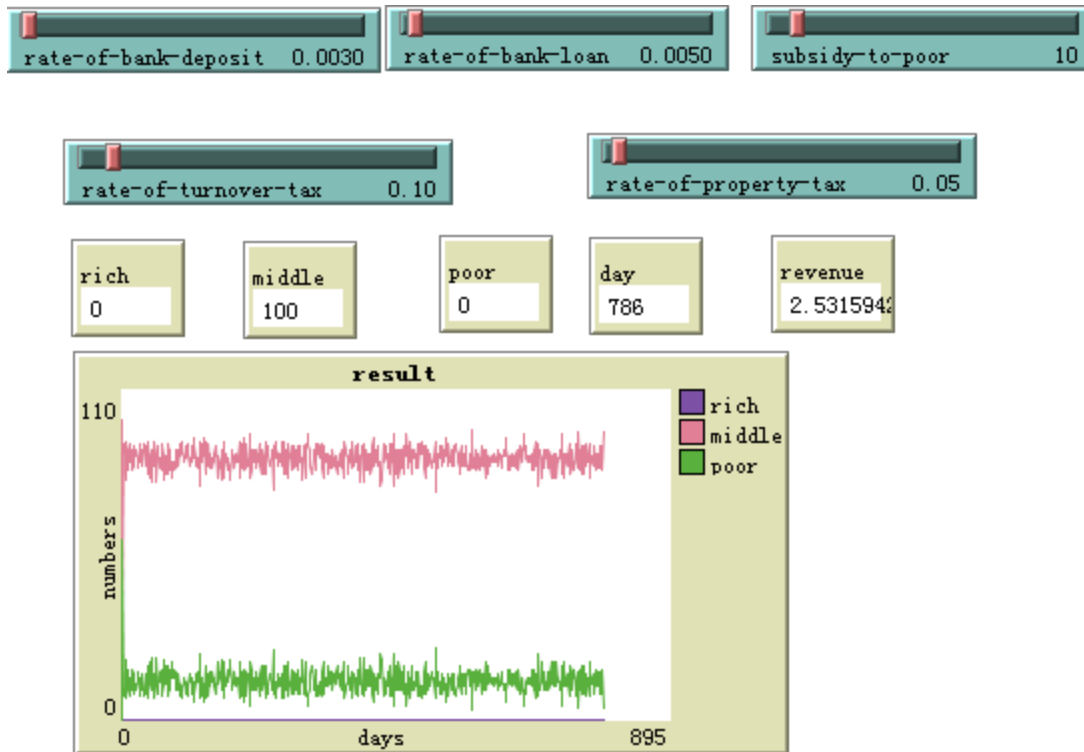 rate-of-bank-deposit 0.0030
rate-of-bank-loan 0.0050
subsidy-to-poor 10
rate-of-turnover-tax 0.10
rate-of-property-tax 0.05
rich
0
middle
100
poor
0
day
786
revenue
2.5315942
result
110
numbers
0
0
days
895
rich
middle
poor